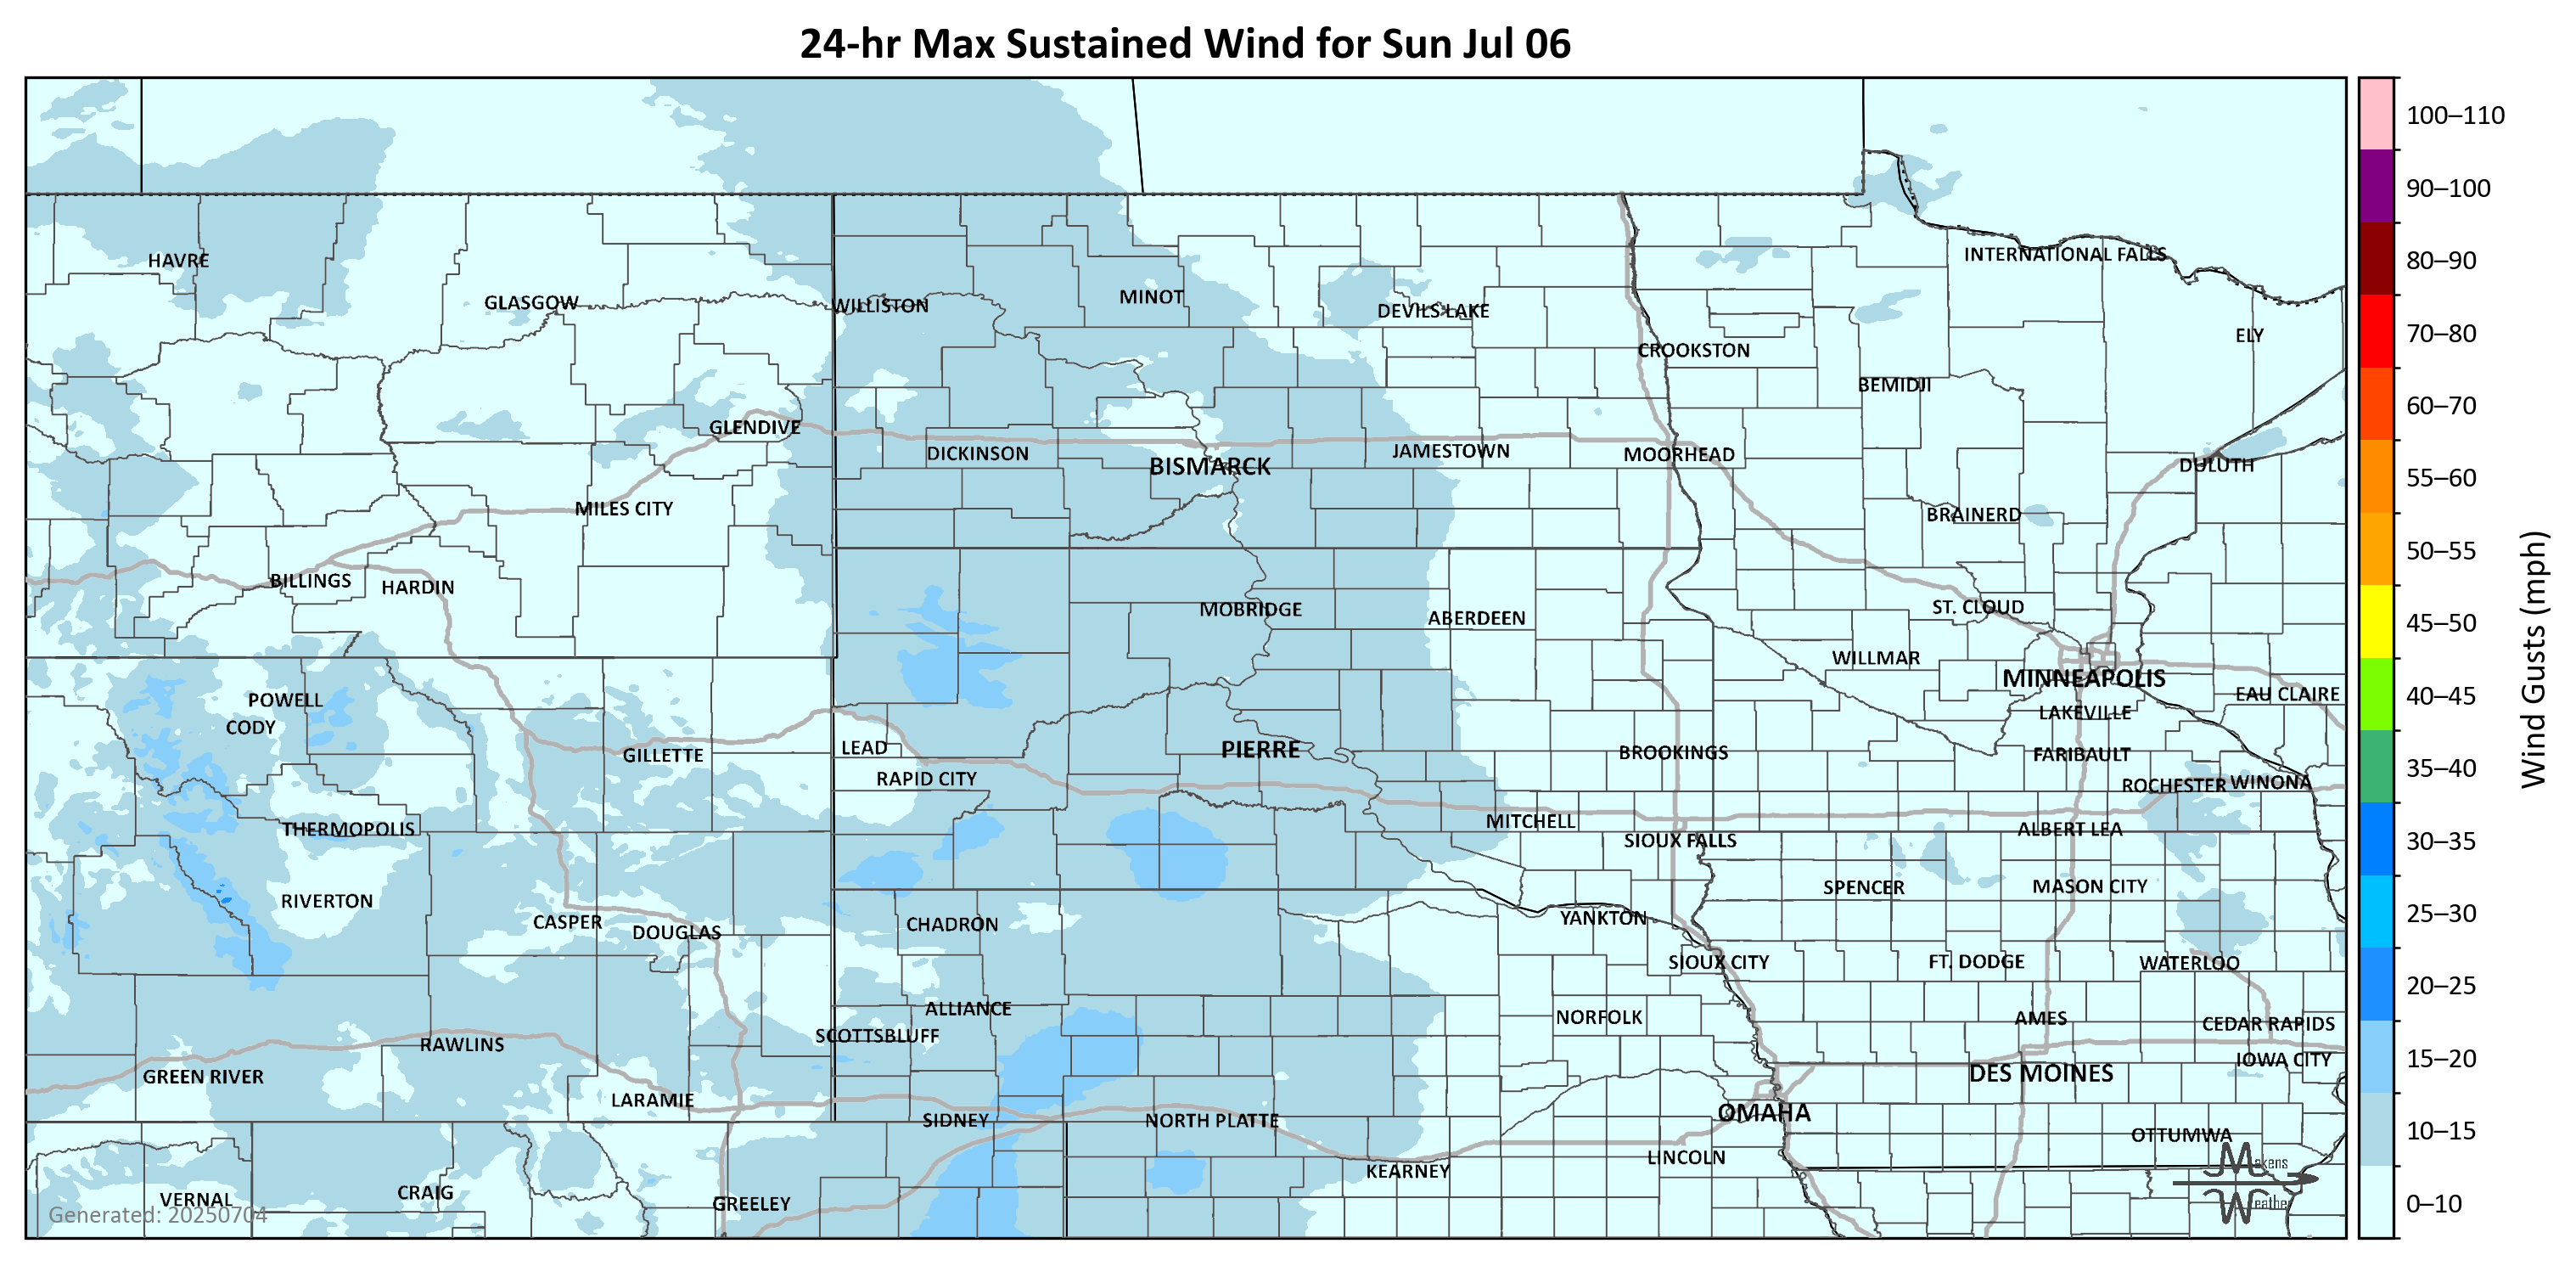 24-hr Max Sustained Wind for Sun Jul 06
100–110
90–100
80–90
70–80
60–70
55–60
50–55
45–50
40–45
35–40
30–35
25–30
20–25
15–20
10–15
0–10
Wind Gusts (mph)
HAVRE
INTERNATIONAL FALLS
GLASGOW
WILLISTON
MINOT
DEVILS LAKE
ELY
CROOKSTON
BEMIDJI
GLENDIVE
DICKINSON
BISMARCK
JAMESTOWN
MOORHEAD
DULUTH
MILES CITY
BRAINERD
BILLINGS
HARDIN
MOBRIDGE
ABERDEEN
ST. CLOUD
WILLMAR
MINNEAPOLIS
POWELL
EAU CLAIRE
CODY
LAKEVILLE
GILLETTE
LEAD
PIERRE
BROOKINGS
FARIBAULT
RAPID CITY
ROCHESTER
WINONA
THERMOPOLIS
MITCHELL
SIOUX FALLS
ALBERT LEA
RIVERTON
SPENCER
MASON CITY
CASPER
DOUGLAS
CHADRON
YANKTON
SIOUX CITY
FT. DODGE
WATERLOO
ALLIANCE
NORFOLK
AMES
CEDAR RAPIDS
SCOTTSBLUFF
RAWLINS
IOWA CITY
GREEN RIVER
DES MOINES
LARAMIE
SIDNEY
NORTH PLATTE
OMAHA
OTTUMWA
LINCOLN
KEARNEY
VERNAL
CRAIG
GREELEY
Generated: 20250704
Makens
Weather